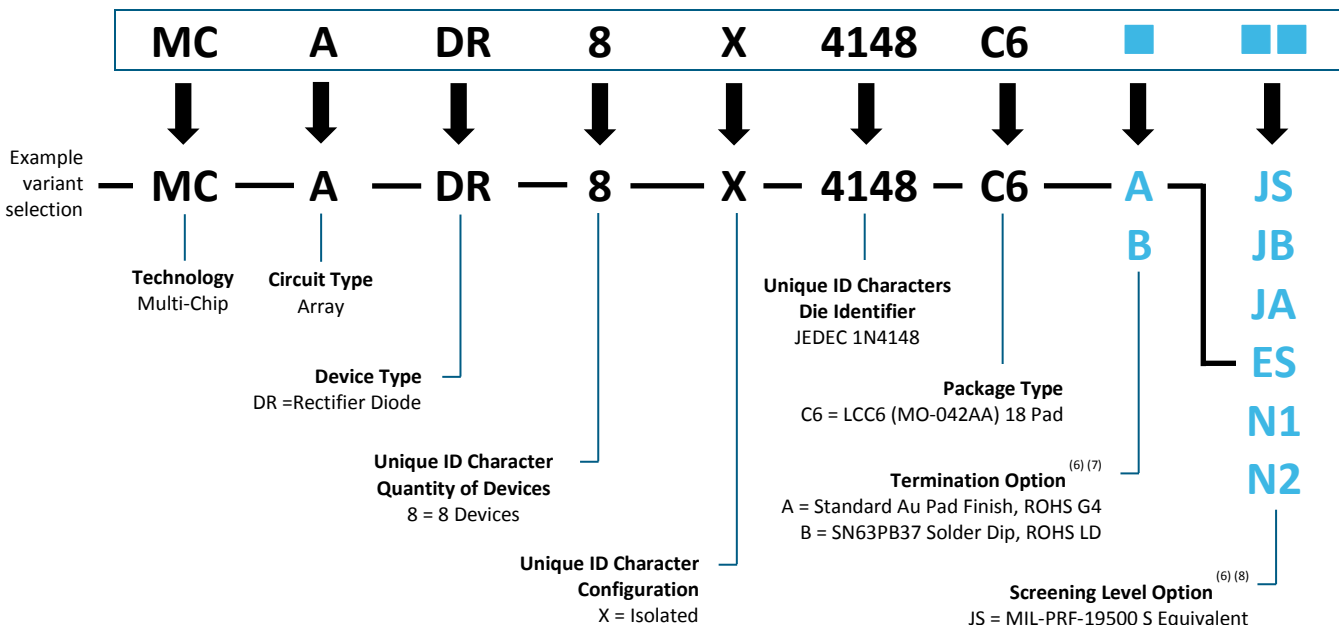 MC A DR 8 X 4148 C6
Example
variant
selection
MC A DR 8 X 4148 C6 A JS
B JB
JA
ES
N1
N2
Technology
Multi-Chip
Circuit Type
Array
Unique ID Characters
Die Identifier
JEDEC 1N4148
Device Type
DR =Rectifier Diode
Package Type
C6 = LCC6 (MO-042AA) 18 Pad
Unique ID Character
Quantity of Devices
8 = 8 Devices
Termination Option (6) (7)
A = Standard Au Pad Finish, ROHS G4
B = SN63PB37 Solder Dip, ROHS LD
Unique ID Character
Configuration
X = Isolated
Screening Level Option (6) (8)
JS = MIL-PRF-19500 S Equivalent